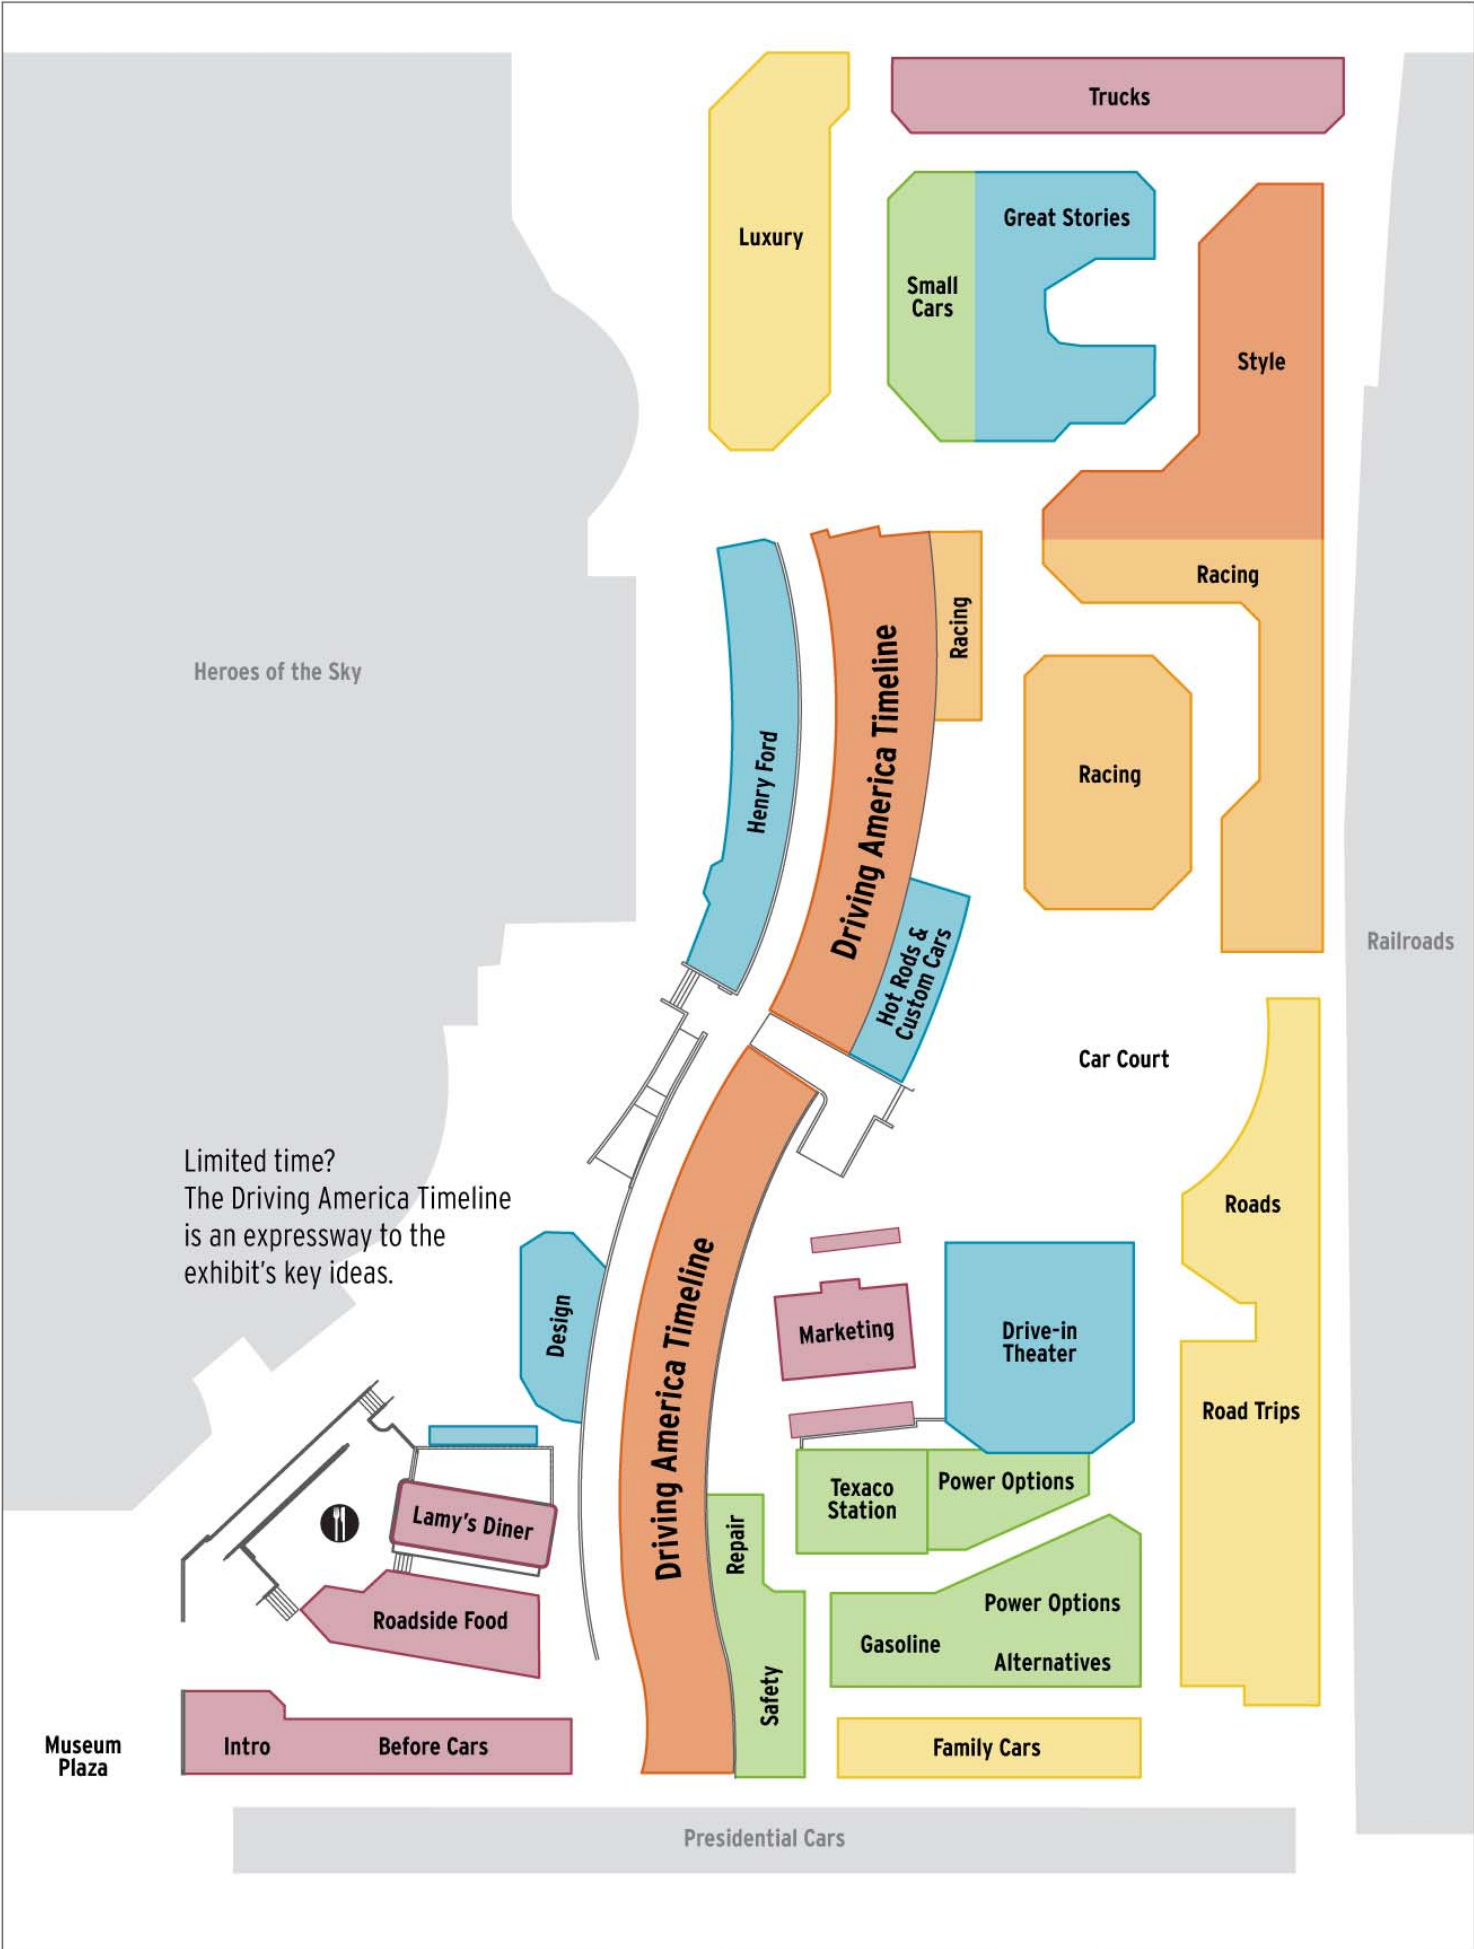 Trucks
Luxury
Great Stories
Small
Cars
Style
Racing
Racing
Racing
Heroes of the Sky
Driving America Timeline
Henry Ford
Hot Rods &
Custom Cars
Railroads
Car Court
Limited time?
The Driving America Timeline
is an expressway to the
exhibit's key ideas.
Roads
Design
Driving America Timeline
Marketing
Drive-in
Theater
Road Trips
Texaco
Station
Power Options
Lamy's Diner
Repair
Roadside Food
Power Options
Gasoline
Alternatives
Safety
Museum
Plaza
Intro
Before Cars
Family Cars
Presidential Cars